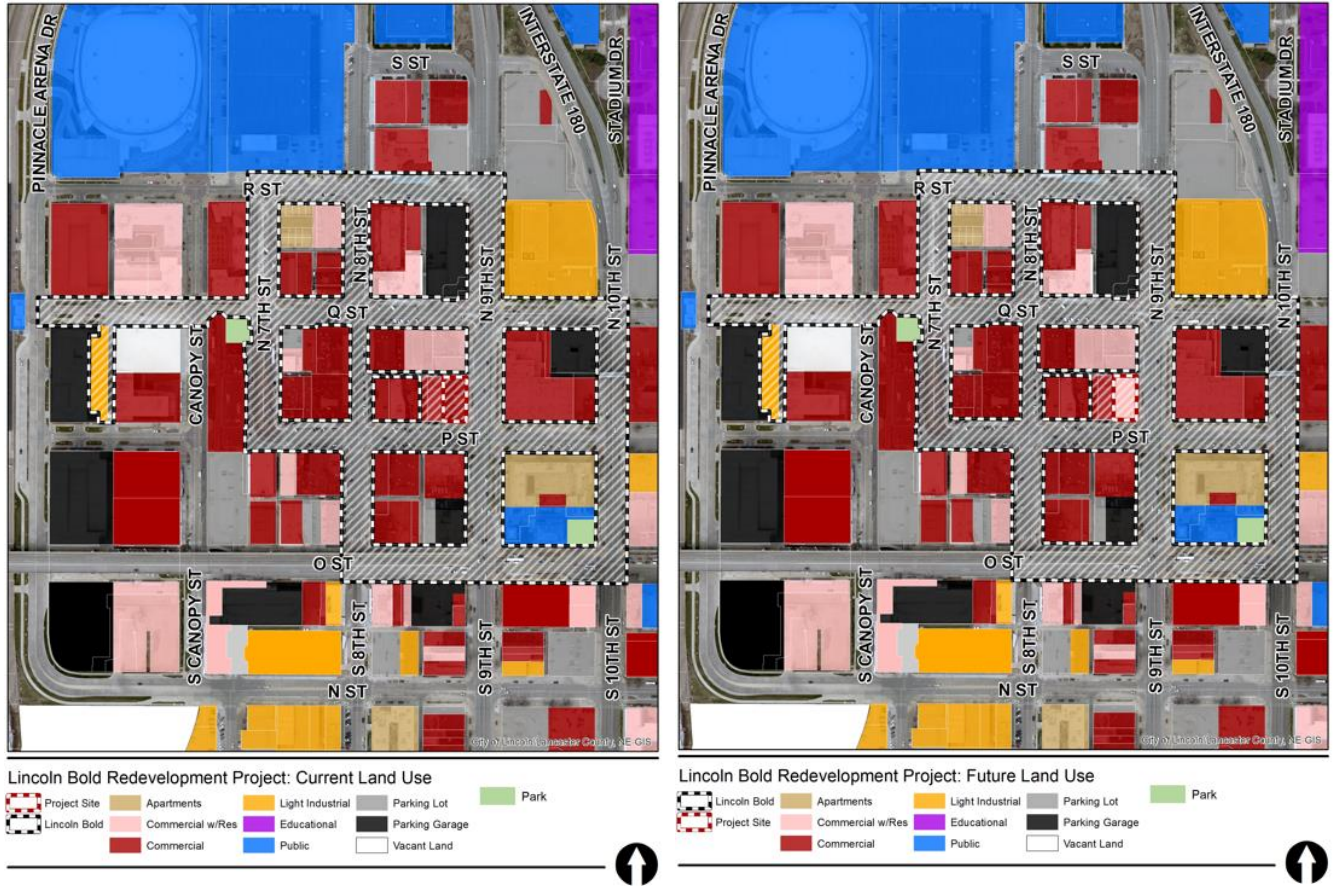 PINNACLE ARENA DR
INTERSTATE 180
STADIUM DR
S ST
R ST
N 8TH ST
N 7TH ST
N 9TH ST
N 10TH ST
Q ST
CANOPY ST
P ST
O ST
S CANOPY ST
S 8TH ST
S 9TH ST
S 10TH ST
N ST
City of Lincoln/Lancaster County, NE GIS
Lincoln Bold Redevelopment Project: Current Land Use
Project Site
Apartments
Light Industrial
Parking Lot
Park
Lincoln Bold
Commercial w/Res
Educational
Parking Garage
Commercial
Public
Vacant Land
PINNACLE ARENA DR
INTERSTATE 180
STADIUM DR
S ST
R ST
N 8TH ST
N 7TH ST
N 9TH ST
N 10TH ST
Q ST
CANOPY ST
P ST
O ST
S CANOPY ST
S 8TH ST
S 9TH ST
S 10TH ST
N ST
City of Lincoln/Lancaster County, NE GIS
Lincoln Bold Redevelopment Project: Future Land Use
Lincoln Bold
Apartments
Light Industrial
Parking Lot
Park
Project Site
Commercial w/Res
Educational
Parking Garage
Commercial
Public
Vacant Land